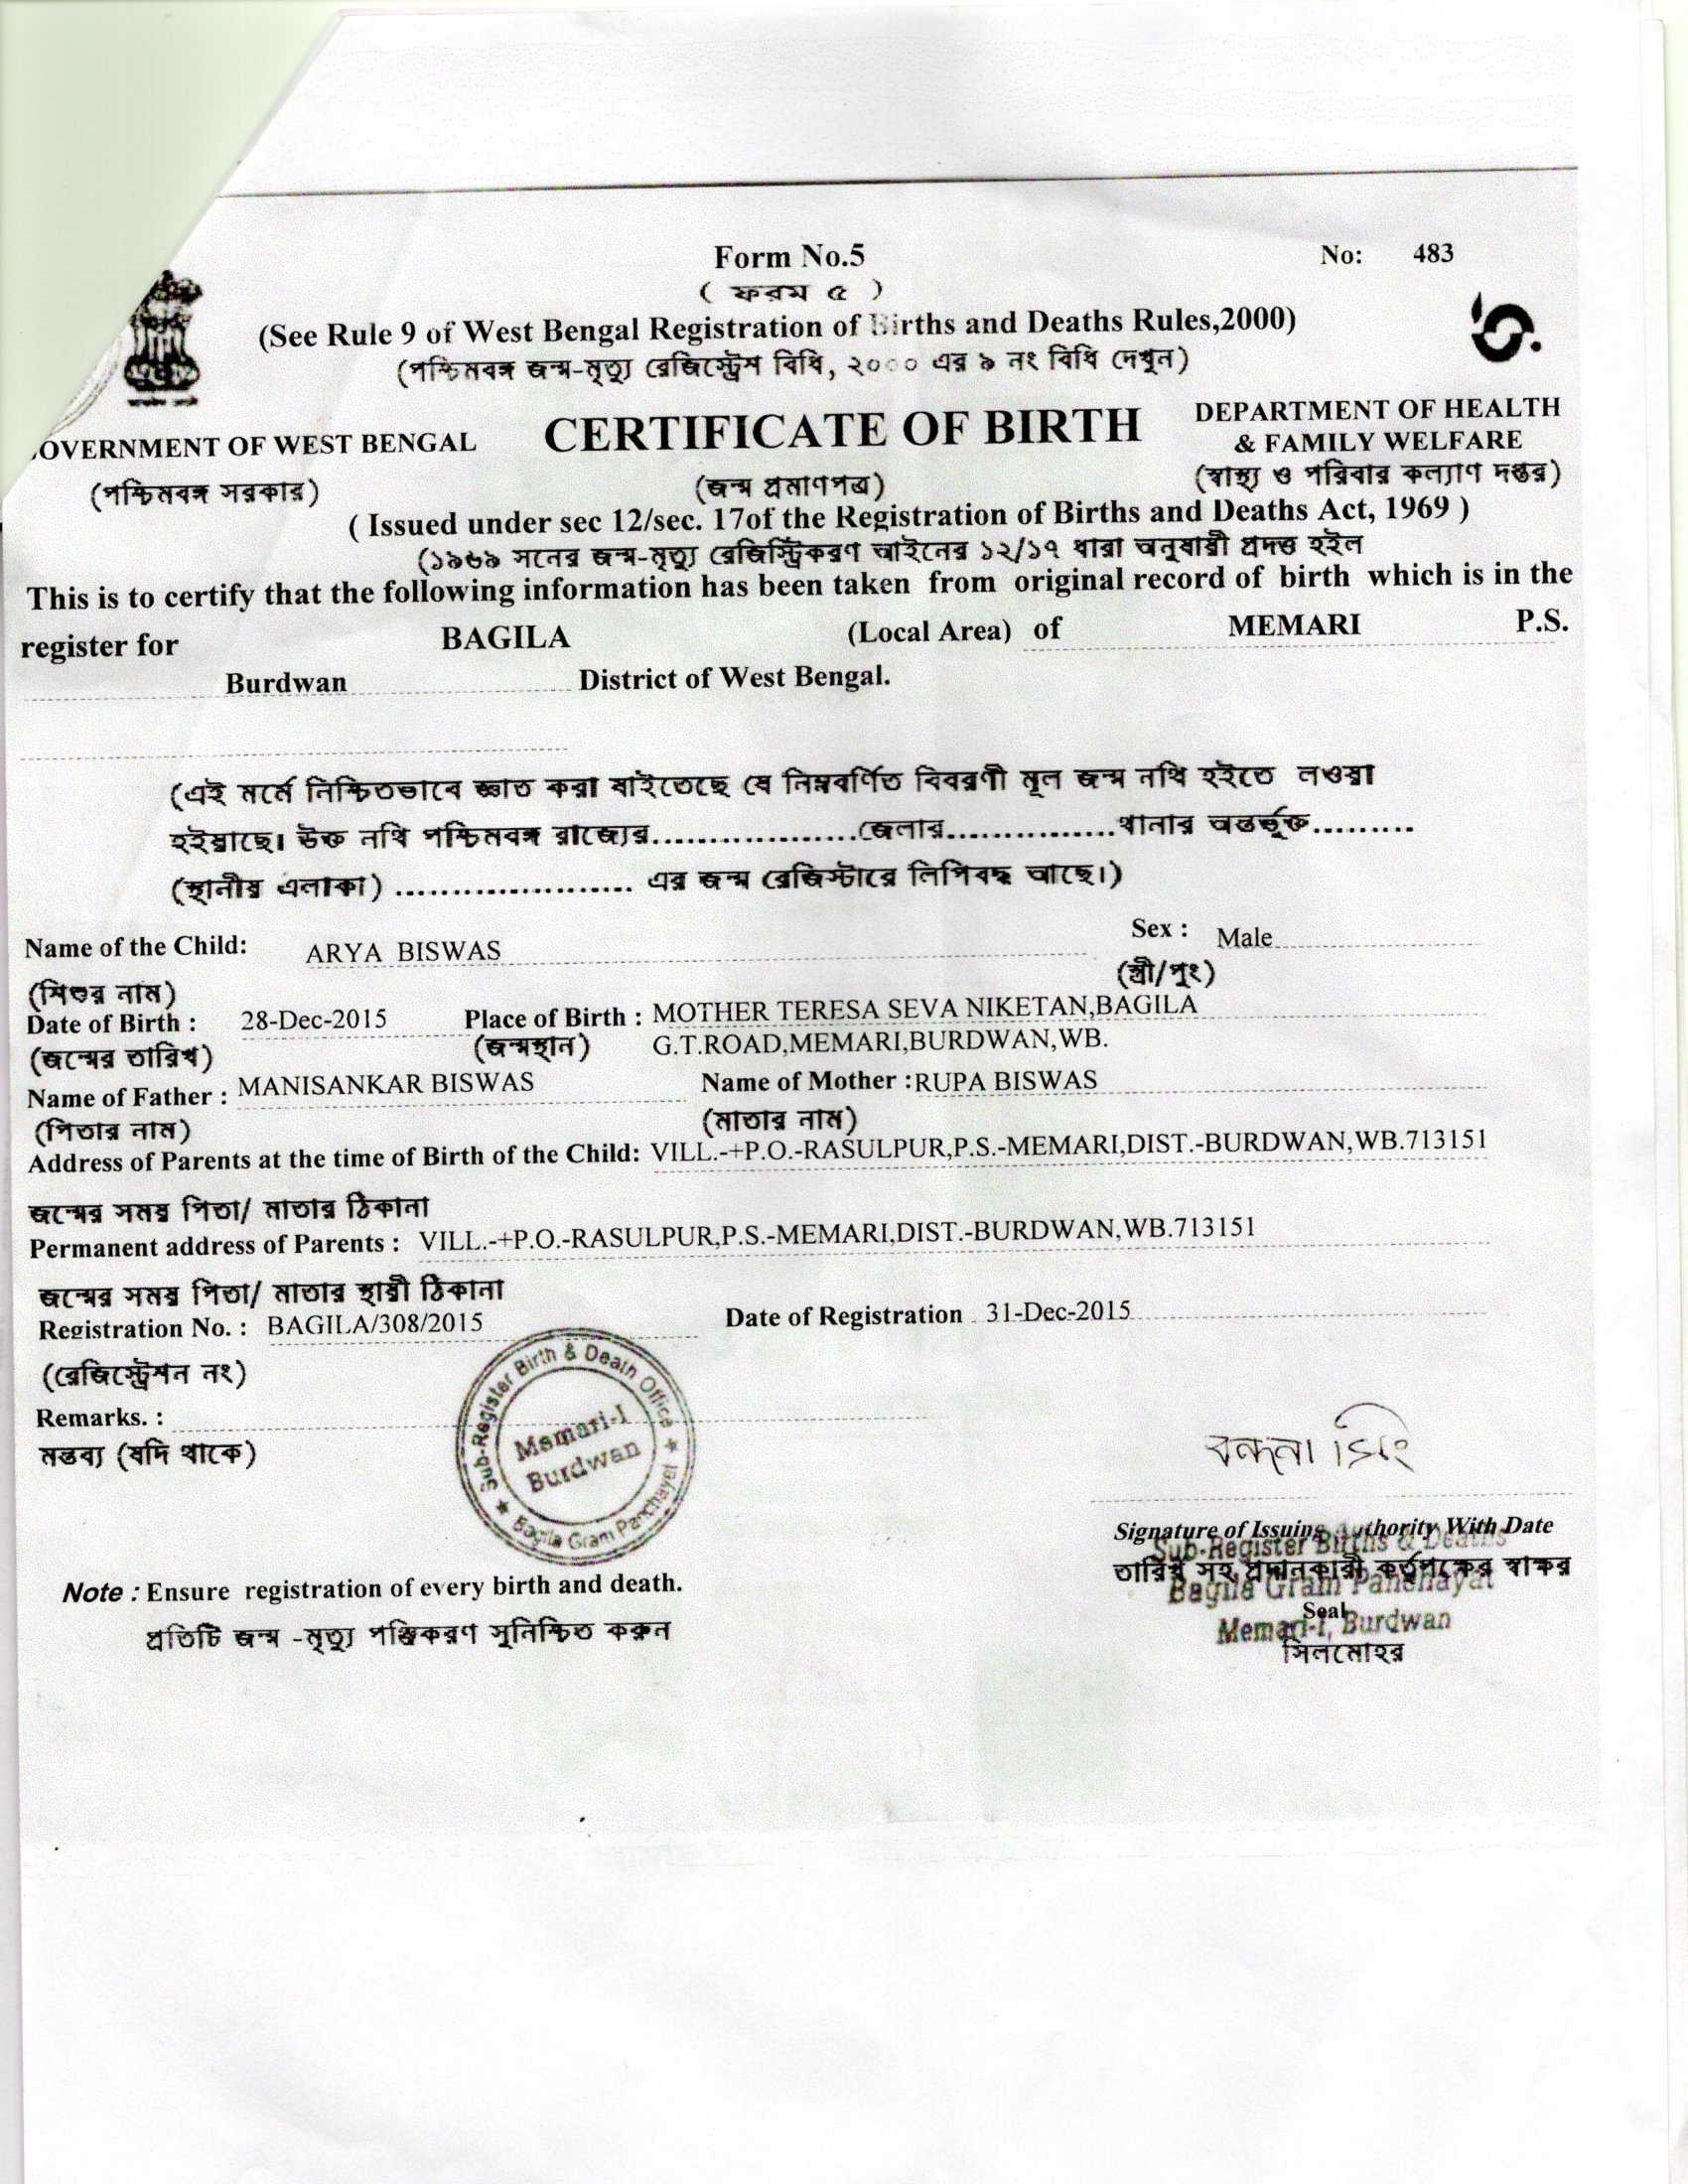 Form No.5 No: 483
( ফরম ৫ )
(See Rule 9 of West Bengal Registration of Births and Deaths Rules,2000)
(পশ্চিমবঙ্গ জন্ম-মৃত্যু রেজিস্ট্রেশ বিধি, ২০০০ এর ৯ নং বিধি দেখুন)
OVERNMENT OF WEST BENGAL CERTIFICATE OF BIRTH DEPARTMENT OF HEALTH
& FAMILY WELFARE
(পশ্চিমবঙ্গ সরকার) (জন্ম প্রমাণপত্র) (স্বাস্থ্য ও পরিবার কল্যাণ দপ্তর)
( Issued under sec 12/sec. 17of the Registration of Births and Deaths Act, 1969 )
(১৯৬৯ সনের জন্ম-মৃত্যু রেজিস্ট্রিকরণ আইনের ১২/১৭ ধারা অনুযায়ী প্রদত্ত হইল
This is to certify that the following information has been taken from original record of birth which is in the
register for BAGILA (Local Area) of MEMARI P.S.
Burdwan District of West Bengal.
(এই মর্মে নিশ্চিতভাবে জ্ঞাত করা যাইতেছে যে নিম্নবর্ণিত বিবরণী মূল জন্ম নথি হইতে লওয়া
হইয়াছে। উক্ত নথি পশ্চিমবঙ্গ রাজ্যের...................জেলার................থানার অন্তর্ভূক্ত..........
(স্থানীয় এলাকা) ...................... এর জন্ম রেজিস্টারে লিপিবদ্ধ আছে।)
Name of the Child: ARYA BISWAS Sex : Male
(শিশুর নাম) (স্ত্রী/পুং)
Date of Birth : 28-Dec-2015 Place of Birth : MOTHER TERESA SEVA NIKETAN,BAGILA
(জন্মের তারিখ) (জন্মস্থান) G.T.ROAD,MEMARI,BURDWAN,WB.
Name of Father : MANISANKAR BISWAS Name of Mother :RUPA BISWAS
(পিতার নাম) (মাতার নাম)
Address of Parents at the time of Birth of the Child: VILL.-+P.O.-RASULPUR,P.S.-MEMARI,DIST.-BURDWAN,WB.713151
জন্মের সময় পিতা/ মাতার ঠিকানা
Permanent address of Parents : VILL.-+P.O.-RASULPUR,P.S.-MEMARI,DIST.-BURDWAN,WB.713151
জন্মের সময় পিতা/ মাতার স্থায়ী ঠিকানা
Registration No. : BAGILA/308/2015 Date of Registration 31-Dec-2015
(রেজিস্ট্রেশন নং)
Remarks. :
মন্তব্য (যদি থাকে)
Sub-Register Birth & Death Office
Memari-I
Burdwan
Bagila Gram Panchayet
বন্দনা সিং
Signature of Issuing Authority With Date
Sub-Register Births & Deaths
তারিখ সহ প্রদানকারী কর্তৃপক্ষের স্বাক্ষর
Bagila Gram Panchayat
Seal
Memari-I, Burdwan
সিলমোহর
Note : Ensure registration of every birth and death.
প্রতিটি জন্ম -মৃত্যু পঞ্জিকরণ সুনিশ্চিত করুন